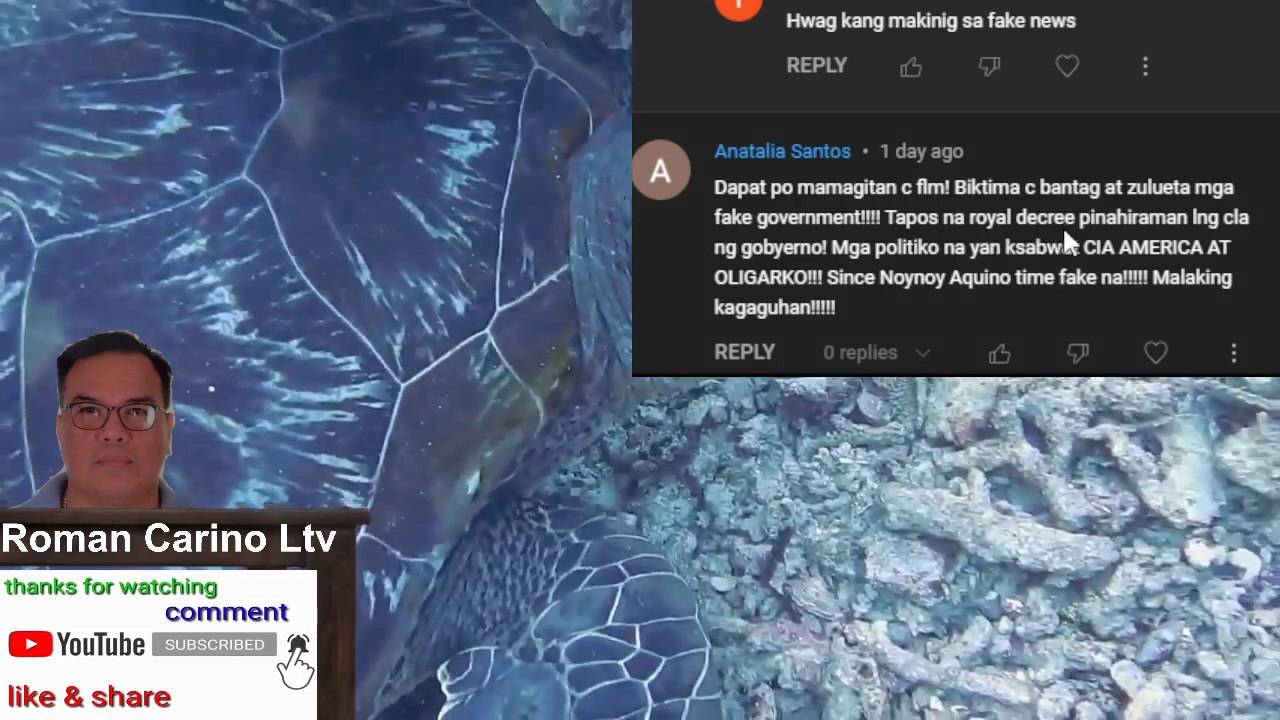 Hwag kang makinig sa fake news
REPLY
A
Anatalia Santos • 1 day ago
Dapat po mamagitan c flm! Biktima c bantag at zulueta mga
fake government!!!! Tapos na royal decree pinahiraman lng cla
ng gobyerno! Mga politiko na yan CIA AMERICA AT
OLIGARKO!!! Since Noynoy Aquino time fake na!!!!! Malaking
kagaguhan!!!!!
REPLY 0 replies
Roman Carino Ltv
thanks for watching
comment
YouTube SUBSCRIBED
like & share